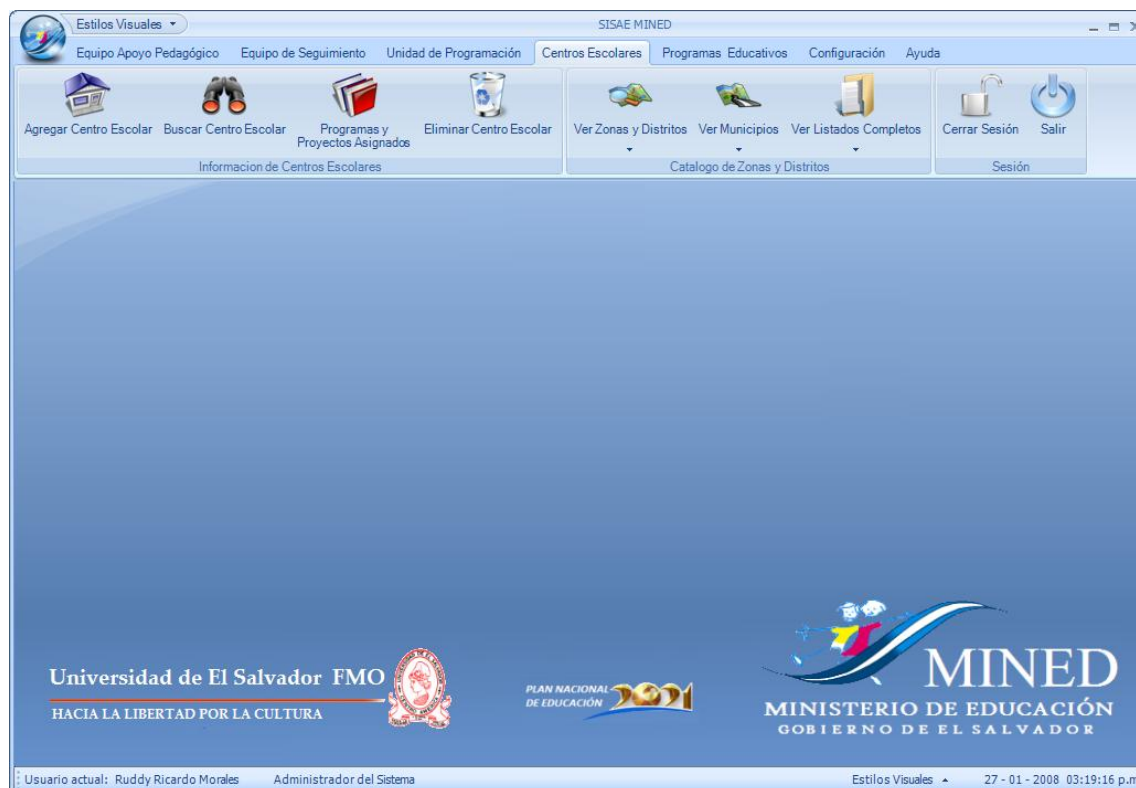 Estilos Visuales
SISAE MINED
Equipo Apoyo Pedagógico Equipo de Seguimiento Unidad de Programación Centros Escolares Programas Educativos Configuración Ayuda
Agregar Centro Escolar Buscar Centro Escolar Programas y Proyectos Asignados Eliminar Centro Escolar Ver Zonas y Distritos Ver Municipios Ver Listados Completos Cerrar Sesión Salir
Informacion de Centros Escolares Catalogo de Zonas y Distritos Sesión
Universidad de El Salvador FMO
HACIA LA LIBERTAD POR LA CULTURA
PLAN NACIONAL
DE EDUCACIÓN
2021
MINED
MINISTERIO DE EDUCACIÓN
GOBIERNO DE EL SALVADOR
Usuario actual: Ruddy Ricardo Morales Administrador del Sistema Estilos Visuales 27 - 01 - 2008 03:19:16 p.m